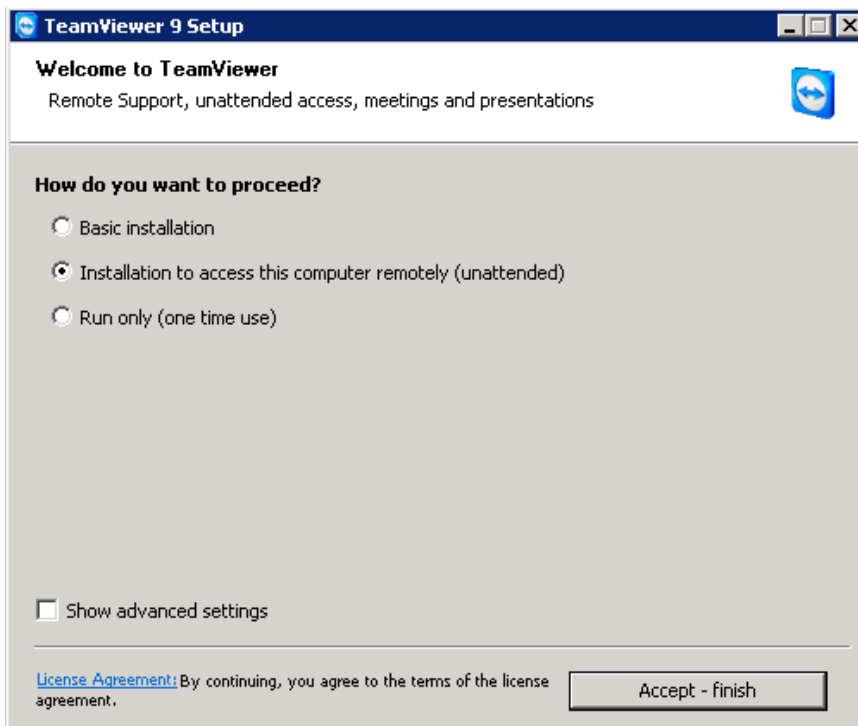 TeamViewer 9 Setup
Welcome to TeamViewer
Remote Support, unattended access, meetings and presentations
How do you want to proceed?
Basic installation
Installation to access this computer remotely (unattended)
Run only (one time use)
Show advanced settings
License Agreement: By continuing, you agree to the terms of the license
agreement.
Accept - finish